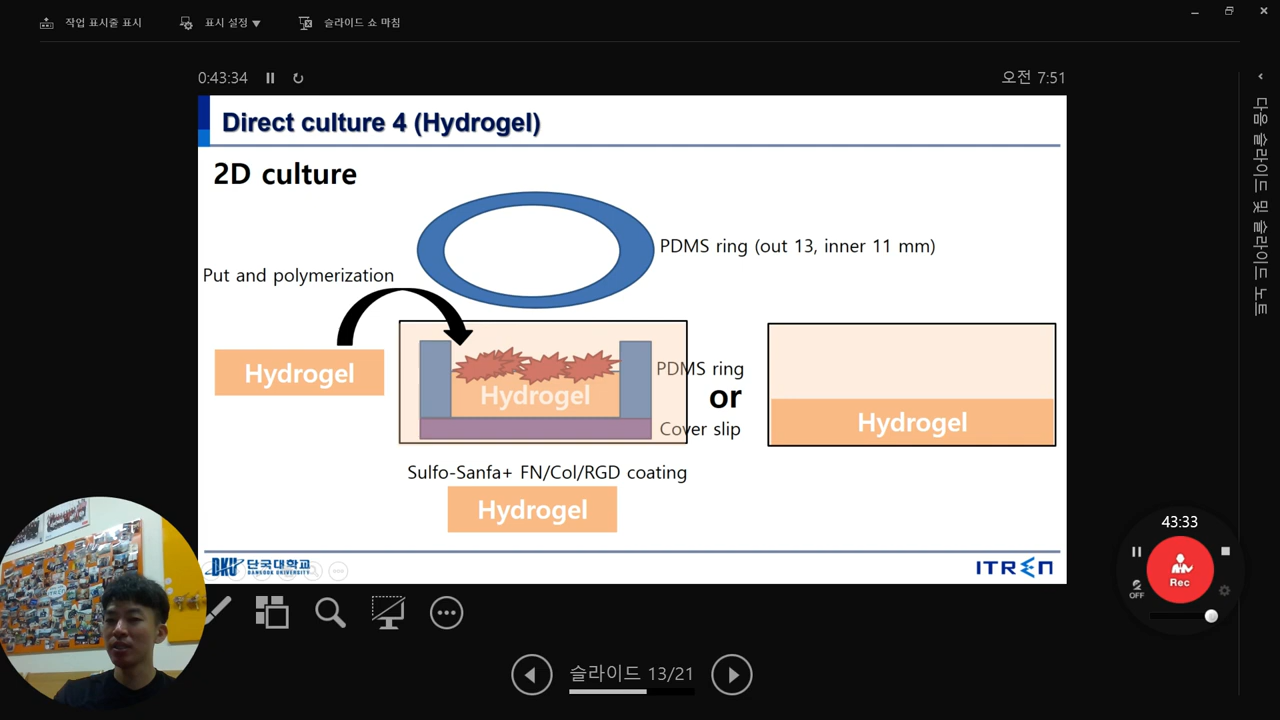 작업 표시줄 표시
표시 설정 ▼
슬라이드 쇼 마침
0:43:34
오전 7:51
다음 슬라이드 및 슬라이드 노트
Direct culture 4 (Hydrogel)
2D culture
PDMS ring (out 13, inner 11 mm)
Put and polymerization
Hydrogel
Hydrogel
PDMS ring
or
Cover slip
Hydrogel
Sulfo-Sanfa+ FN/Col/RGD coating
Hydrogel
DKU 단국대학교
DANKOOK UNIVERSITY
ITREN
43:33
Rec
OFF
슬라이드 13/21